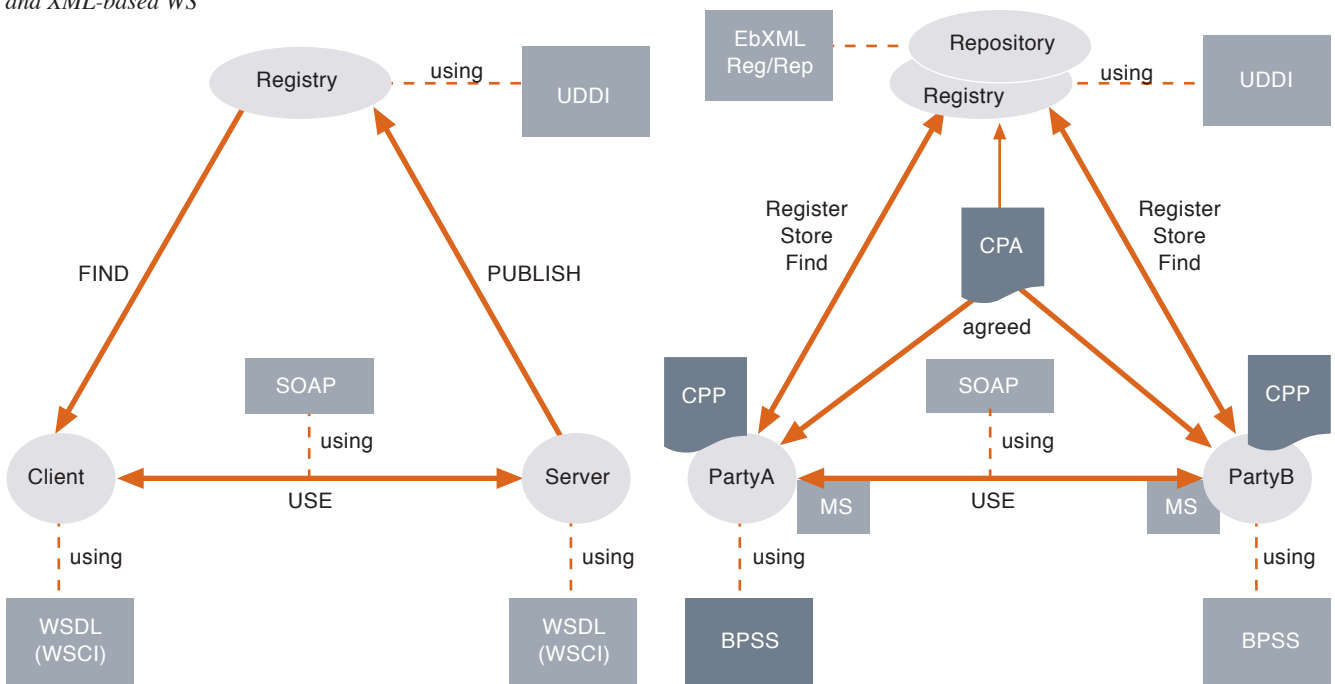 and XML-based WS
Registry
using
UDDI
FIND
PUBLISH
SOAP
using
Client
Server
USE
using
using
WSDL
(WSCI)
WSDL
(WSCI)
EbXML
Reg/Rep
Repository
Registry
using
UDDI
Register
Store
Find
CPA
Register
Store
Find
agreed
CPP
SOAP
CPP
using
PartyA
PartyB
MS
USE
MS
using
using
BPSS
BPSS